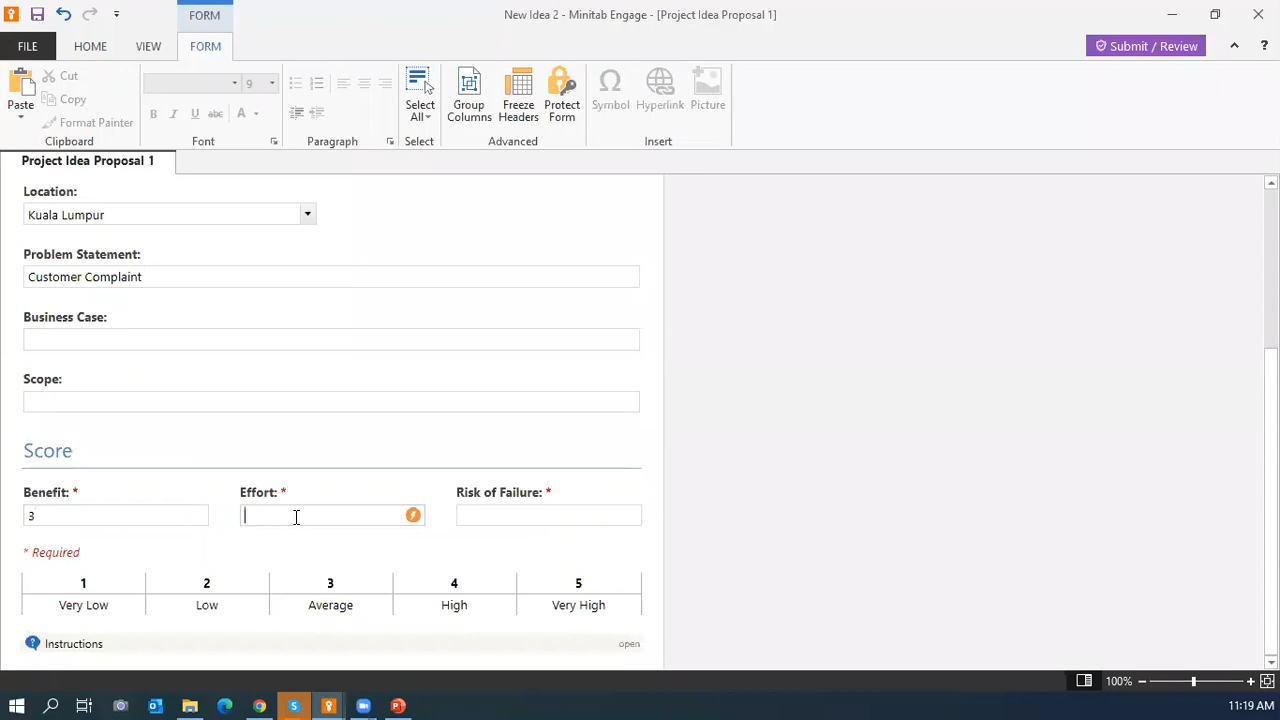 FORM
New Idea 2 - Minitab Engage - [Project Idea Proposal 1]
FILE
HOME
VIEW
FORM
Submit / Review
?
Paste
Cut
Copy
Format Painter
Clipboard
9
B I U abc A
Font
Paragraph
Select
All
Select
Group
Columns
Freeze
Headers
Protect
Form
Advanced
Symbol
Hyperlink
Picture
Insert
Project Idea Proposal 1
Location:
Kuala Lumpur
Problem Statement:
Customer Complaint
Business Case:
Scope:
Score
Benefit: *
Effort: *
Risk of Failure: *
3
* Required
1 2 3 4 5
Very Low Low Average High Very High
? Instructions
open
100%
11:19 AM